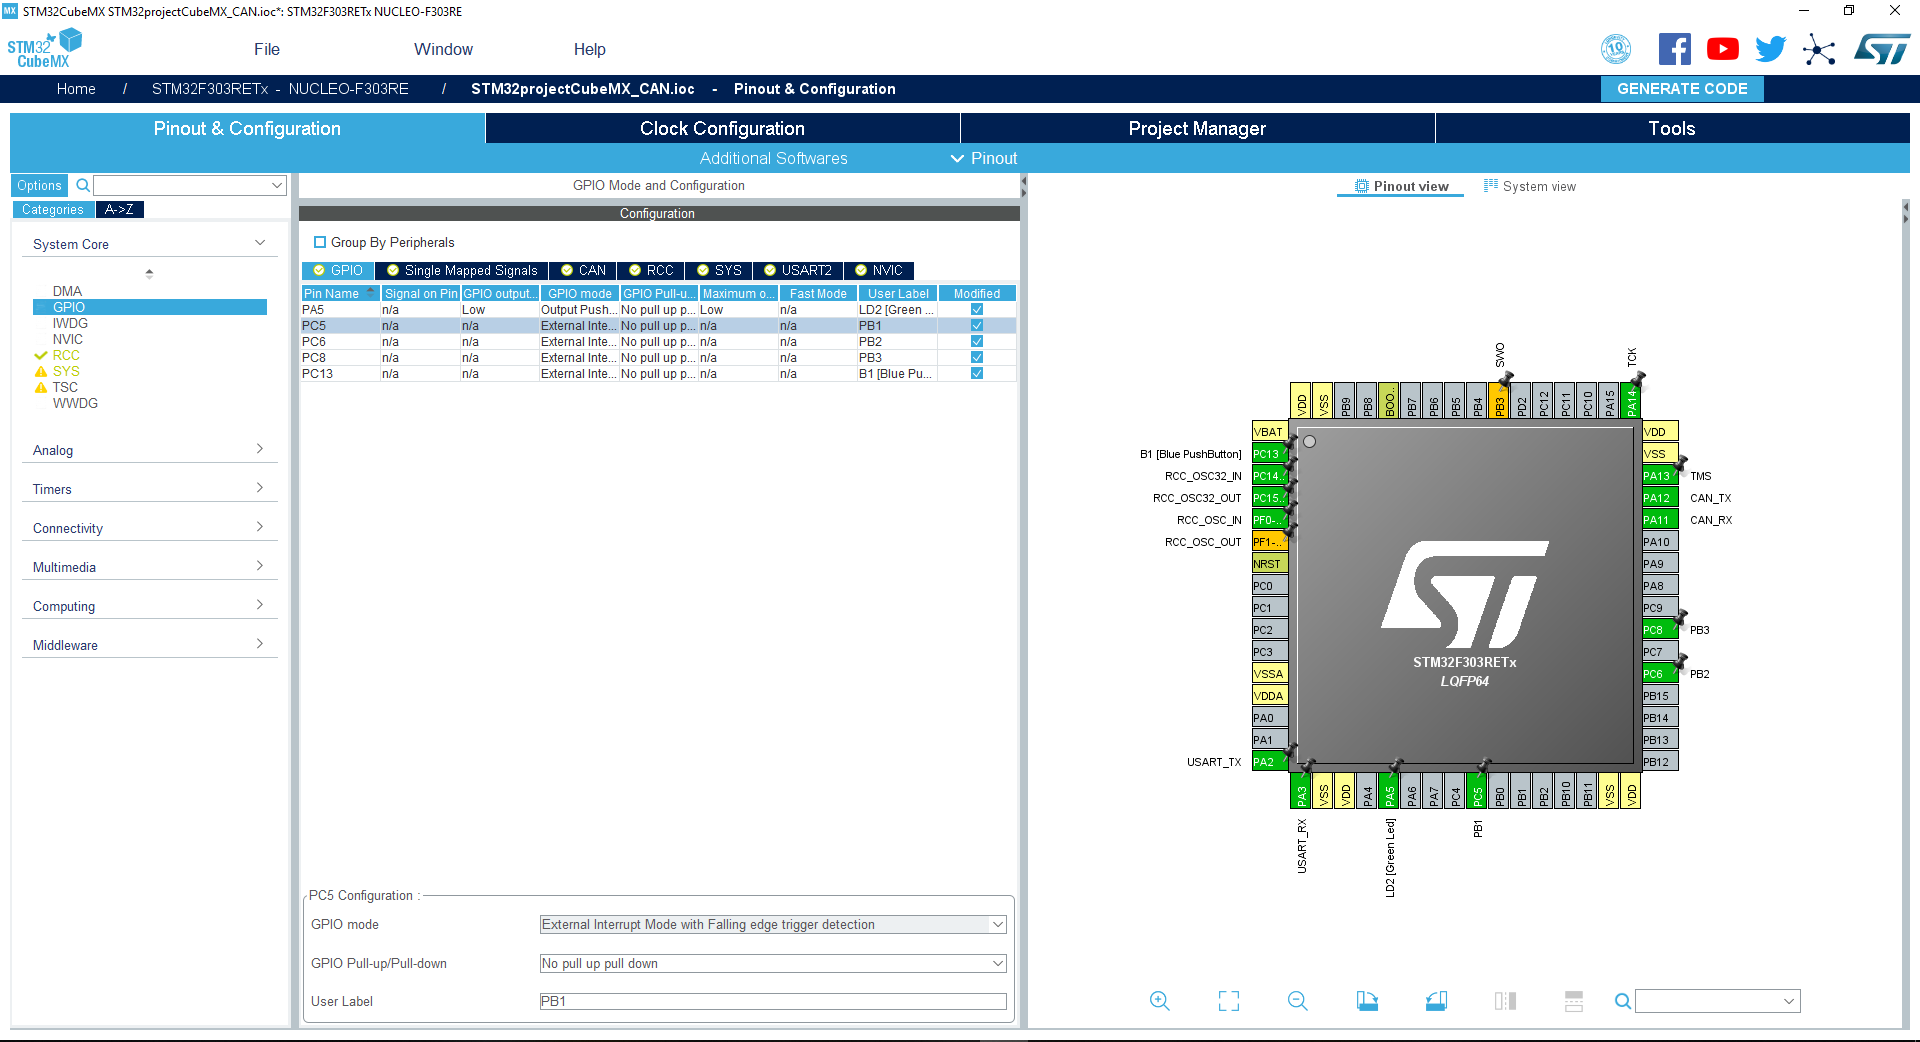 MX STM32CubeMX STM32projectCubeMX_CAN.ioc*: STM32F303RETx NUCLEO-F303RE
STM32
CubeMX
File
Window
Help
10
Home / STM32F303RETx - NUCLEO-F303RE / STM32projectCubeMX_CAN.ioc - Pinout & Configuration
GENERATE CODE
Pinout & Configuration
Clock Configuration
Project Manager
Tools
Additional Softwares
Pinout
Options
Categories
A->Z
System Core
DMA
GPIO
IWDG
NVIC
RCC
SYS
TSC
WWDG
Analog
Timers
Connectivity
Multimedia
Computing
Middleware
GPIO Mode and Configuration
Configuration
Group By Peripherals
GPIO Single Mapped Signals CAN RCC SYS USART2 NVIC
Pin Name Signal on Pin GPIO output... GPIO mode GPIO Pull-u... Maximum o... Fast Mode User Label Modified
PA5 n/a Low Output Push... No pull up p... Low n/a LD2 [Green ...
PC5 n/a n/a External Inte... No pull up p... n/a n/a PB1
PC6 n/a n/a External Inte... No pull up p... n/a n/a PB2
PC8 n/a n/a External Inte... No pull up p... n/a n/a PB3
PC13 n/a n/a External Inte... No pull up p... n/a n/a B1 [Blue Pu...
PC5 Configuration :
GPIO mode External Interrupt Mode with Falling edge trigger detection
GPIO Pull-up/Pull-down No pull up pull down
User Label PB1
Pinout view
System view
SWO
TCK
VDD VSS PB9 PB8 BOO.. PB7 PB6 PB5 PB4 PB3 PD2 PC12 PC11 PC10 PA15 PA14
VBAT
B1 [Blue PushButton] PC13
RCC_OSC32_IN PC14..
RCC_OSC32_OUT PC15..
RCC_OSC_IN PF0-..
RCC_OSC_OUT PF1-..
NRST
PC0
PC1
PC2
PC3
VSSA
VDDA
PA0
PA1
USART_TX PA2
STM32F303RETx
LQFP64
VDD
VSS
PA13 TMS
PA12 CAN_TX
PA11 CAN_RX
PA10
PA9
PA8
PC9
PC8 PB3
PC7
PC6 PB2
PB15
PB14
PB13
PB12
PA3 VSS VDD PA4 PA5 PA6 PA7 PC4 PC5 PB0 PB1 PB2 PB10 PB11 VSS VDD
USART_RX
LD2 [Green Led]
PB1